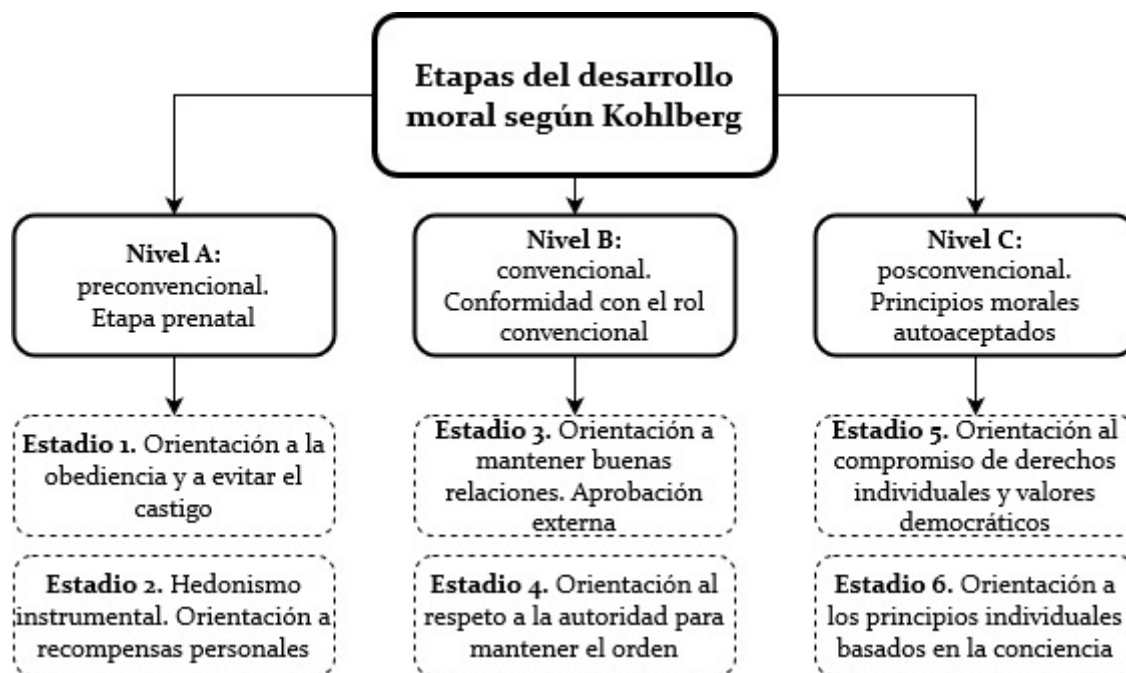 Etapas del desarrollo
moral según Kohlberg
Nivel A:
preconvencional.
Etapa prenatal
Estadio 1. Orientación a la
obediencia y a evitar el
castigo
Estadio 2. Hedonismo
instrumental. Orientación a
recompensas personales
Nivel B:
convencional.
Conformidad con el rol
convencional
Estadio 3. Orientación a
mantener buenas
relaciones. Aprobación
externa
Estadio 4. Orientación al
respeto a la autoridad para
mantener el orden
Nivel C:
posconvencional.
Principios morales
autoaceptados
Estadio 5. Orientación al
compromiso de derechos
individuales y valores
democráticos
Estadio 6. Orientación a
los principios individuales
basados en la conciencia